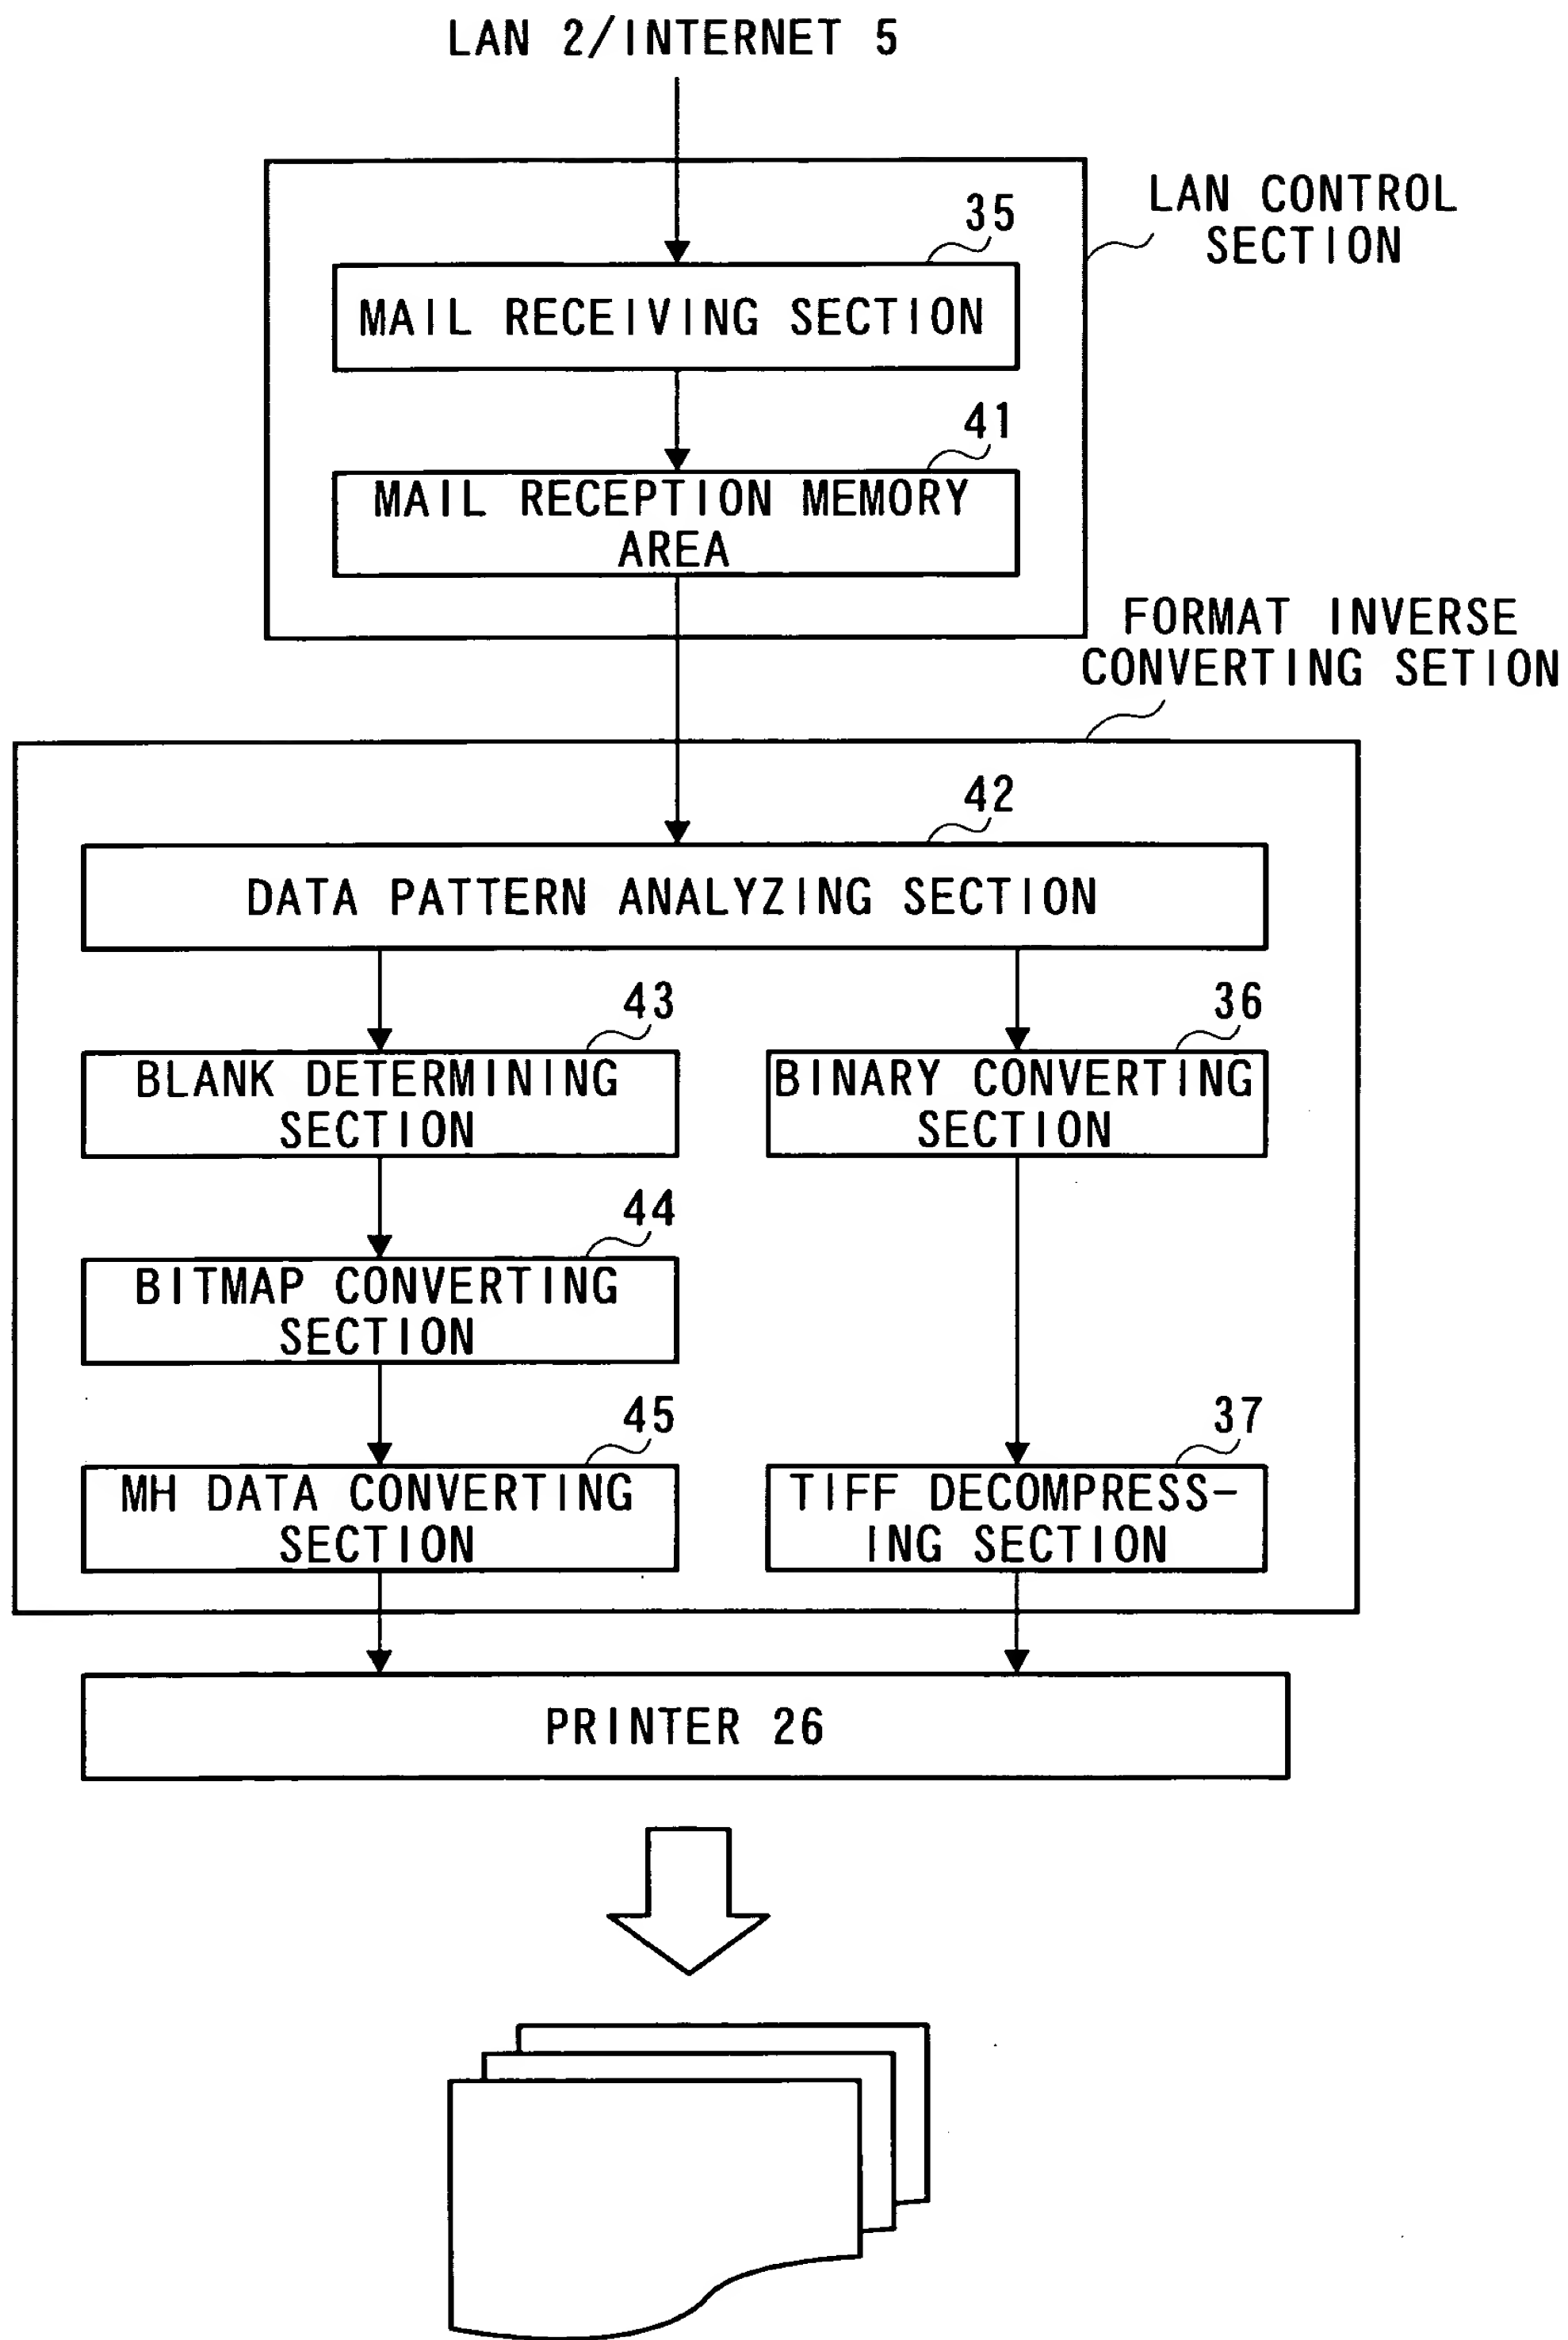 LAN 2/INTERNET 5
LAN CONTROL
SECTION
35
MAIL RECEIVING SECTION
41
MAIL RECEPTION MEMORY
AREA
FORMAT INVERSE
CONVERTING SETION
42
DATA PATTERN ANALYZING SECTION
43
BLANK DETERMINING
SECTION
36
BINARY CONVERTING
SECTION
44
BITMAP CONVERTING
SECTION
45
MH DATA CONVERTING
SECTION
37
TIFF DECOMPRESS-
ING SECTION
PRINTER 26